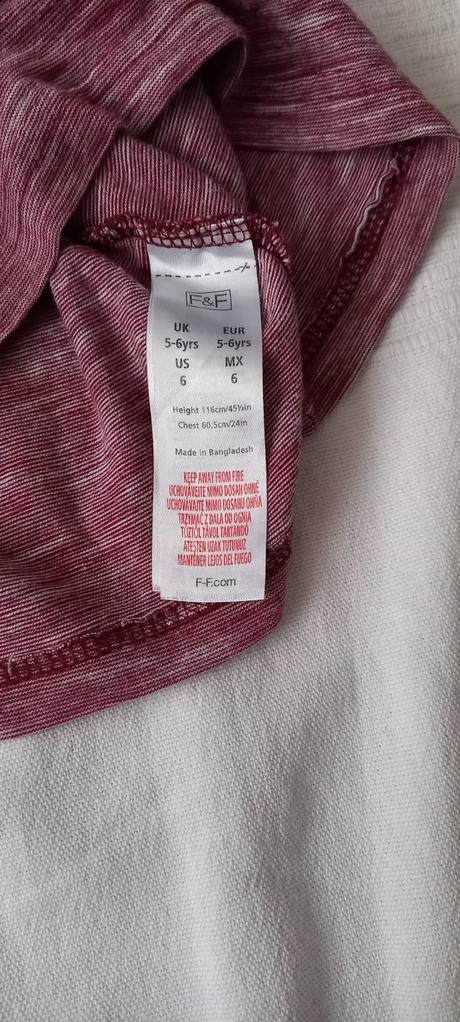 F&F
UK EUR
5-6yrs 5-6yrs
US MX
6 6
Height 116cm/45½in
Chest 60.5cm/24in
Made in Bangladesh
KEEP AWAY FROM FIRE
UCHOVÁVEJTE MIMO DOSAH OHNĚ
UCHOVÁVAJTE MIMO DOSAHU OHŇA
TRZYMAĆ Z DALA OD OGNIA
TŰZTŐL TÁVOL TARTANDÓ
ATEŞTEN UZAK TUTUNUZ
MANTENER LEJOS DEL FUEGO
F-F.com